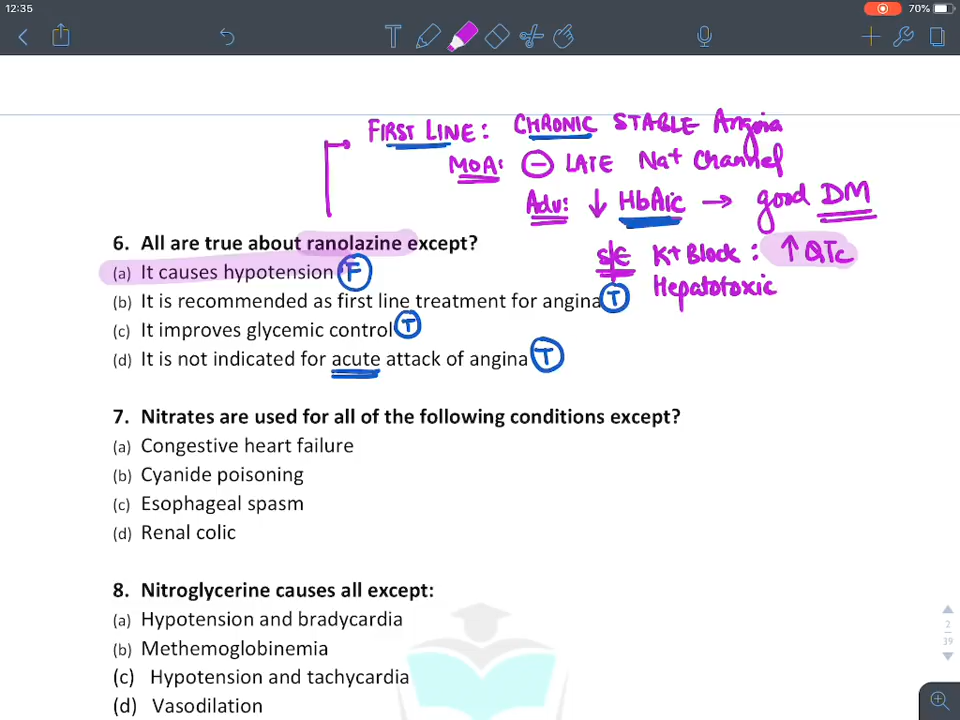 12:35
70%
T
FIRST LINE: CHRONIC STABLE Angina
MOA: ⊖ LATE Na+ Channel
Adv: ↓ HbA1c → good DM
6. All are true about ranolazine except?
S/E K+ Block : ↑ QTc
(a) It causes hypotension F
Hepatotoxic
(b) It is recommended as first line treatment for angina T
(c) It improves glycemic control T
(d) It is not indicated for acute attack of angina T
7. Nitrates are used for all of the following conditions except?
(a) Congestive heart failure
(b) Cyanide poisoning
(c) Esophageal spasm
(d) Renal colic
8. Nitroglycerine causes all except:
(a) Hypotension and bradycardia
(b) Methemoglobinemia
(c) Hypotension and tachycardia
(d) Vasodilation
2
39